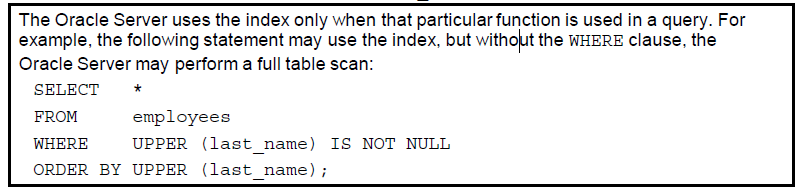 The Oracle Server uses the index only when that particular function is used in a query. For
example, the following statement may use the index, but without the WHERE clause, the
Oracle Server may perform a full table scan:
SELECT *
FROM employees
WHERE UPPER (last_name) IS NOT NULL
ORDER BY UPPER (last_name);